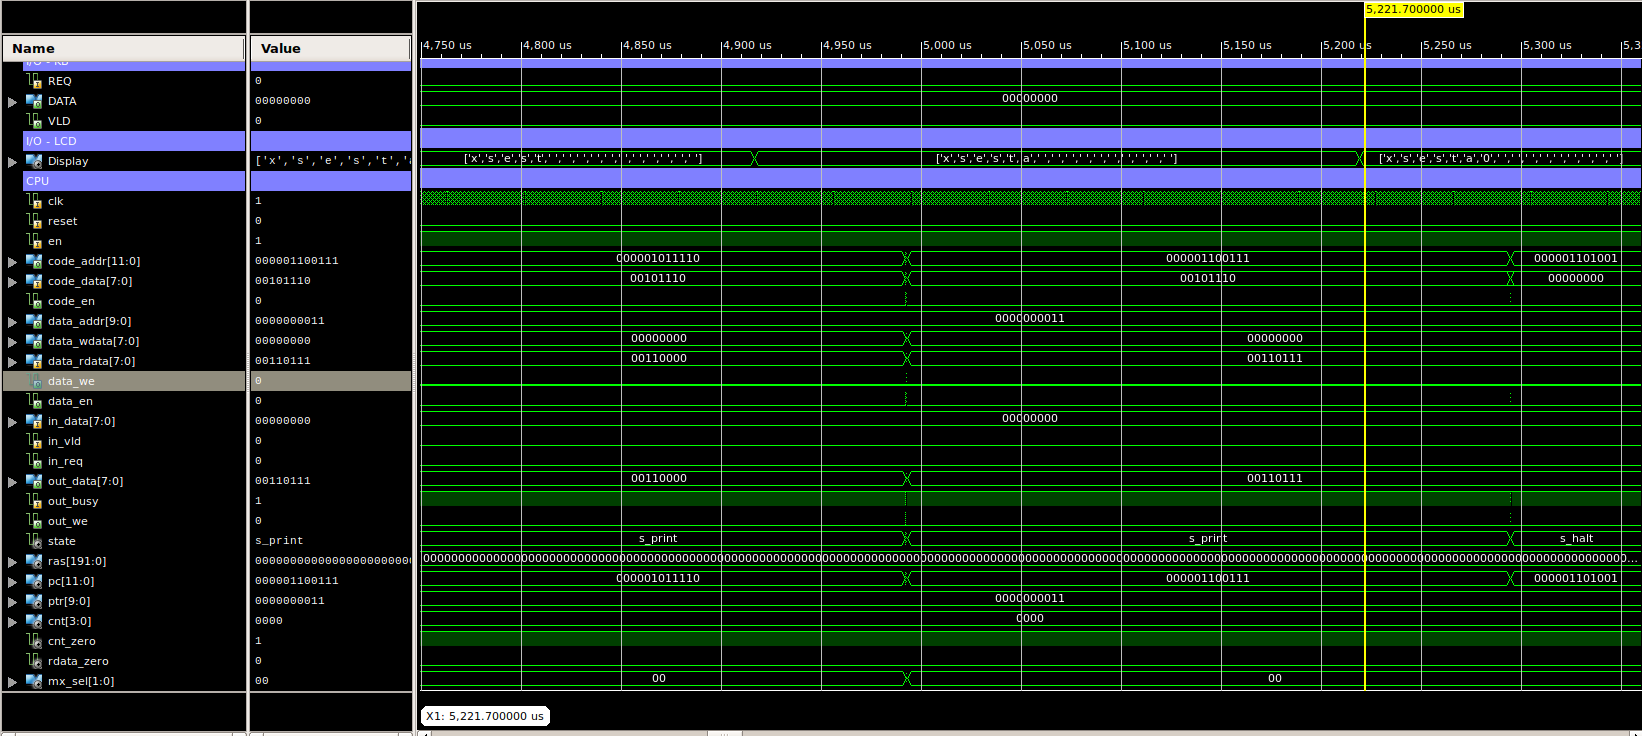 5,221.700000 us
Name Value 4,750 us 4,800 us 4,850 us 4,900 us 4,950 us 5,000 us 5,050 us 5,100 us 5,150 us 5,200 us 5,250 us 5,300 us 5,3
I/O - KB
REQ 0
DATA 00000000 00000000
VLD 0
I/O - LCD
Display ['x','s','e','s','t',' ['x','s','e','s','t',' ',' ',' ',' ',' ',' ',' ',' ',' ',' '] ['x','s','e','s','t','a',' ',' ',' ',' ',' ',' ',' ',' ',' '] ['x','s','e','s','t','a','0',' ',' ',' ',' ',' ',' ',' '
CPU
clk 1
reset 0
en 1
code_addr[11:0] 000001100111 000001011110 000001100111 000001101001
code_data[7:0] 00101110 00101110 00101110 00000000
code_en 0
data_addr[9:0] 0000000011 0000000011
data_wdata[7:0] 00000000 00000000 00000000
data_rdata[7:0] 00110111 00110000 00110111
data_we 0
data_en 0
in_data[7:0] 00000000 00000000
in_vld 0
in_req 0
out_data[7:0] 00110111 00110000 00110111
out_busy 1
out_we 0
state s_print s_print s_print s_halt
ras[191:0]
pc[11:0] 000001100111 000001011110 000001100111 000001101001
ptr[9:0] 0000000011 0000000011
cnt[3:0] 0000 0000
cnt_zero 1
rdata_zero 0
mx_sel[1:0] 00 00 00
X1: 5,221.700000 us